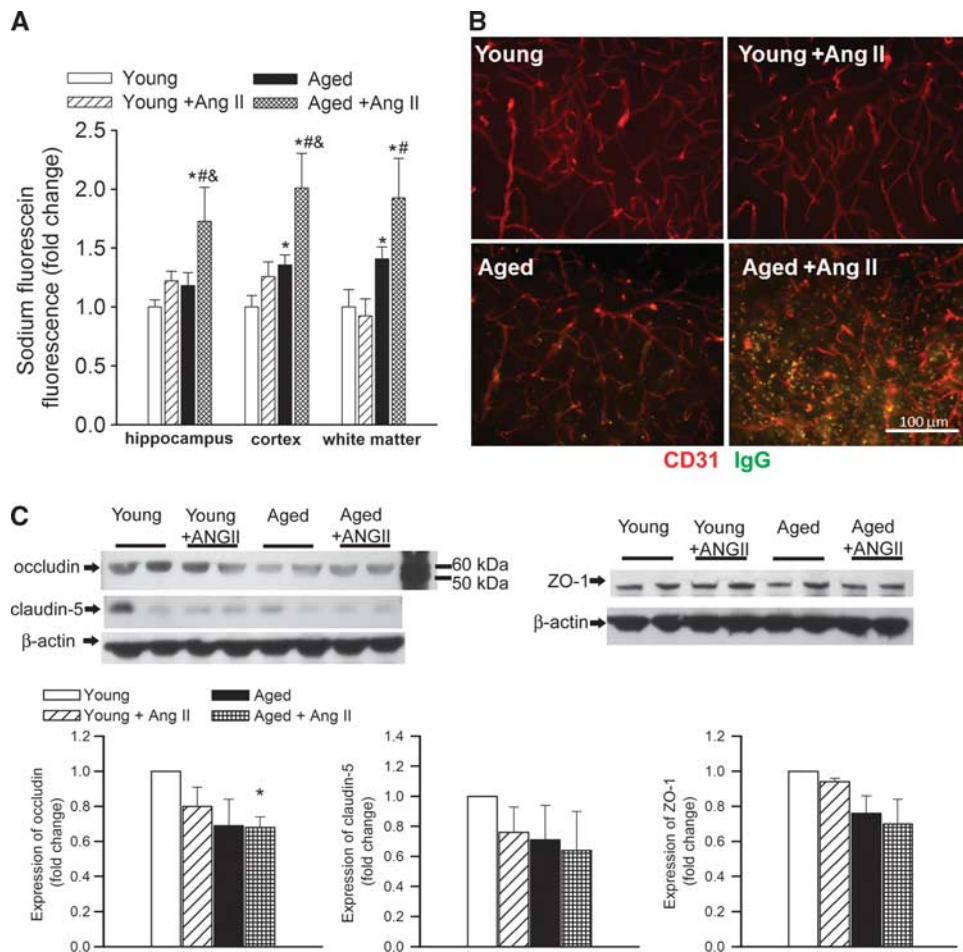 A
Young
Aged
Young +Ang II
Aged +Ang II
Sodium fluorescein
fluorescence (fold change)
2.5
2.0
1.5
1.0
0.5
0.0
*#&
*
*#&
*
*#
hippocampus
cortex
white matter
B
Young
Young +Ang II
Aged
Aged +Ang II
100 µm
CD31 IgG
C
Young
Young
+ANGII
Aged
Aged
+ANGII
occludin
60 kDa
50 kDa
claudin-5
β-actin
Young
Young
+ANGII
Aged
Aged
+ANGII
ZO-1
β-actin
Young
Aged
Young + Ang II
Aged + Ang II
Expression of occludin
(fold change)
1.2
1.0
0.8
0.6
0.4
0.2
0.0
*
Expression of claudin-5
(fold change)
1.4
1.2
1.0
0.8
0.6
0.4
0.2
0.0
Expression of ZO-1
(fold change)
1.2
1.0
0.8
0.6
0.4
0.2
0.0